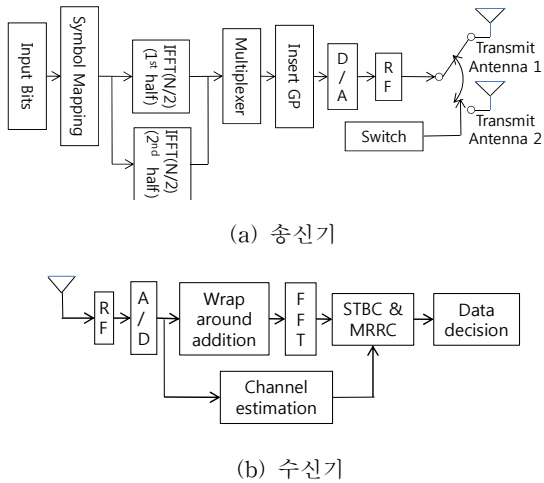 Input Bits
Symbol Mapping
IFFT(N/2)
(1st half)
IFFT(N/2)
(2nd half)
Multiplexer
Insert GP
D/A
RF
Switch
Transmit
Antenna 1
Transmit
Antenna 2
(a) 송신기
RF
A/D
Wrap
around
addition
FFT
STBC &
MRRC
Data
decision
Channel
estimation
(b) 수신기